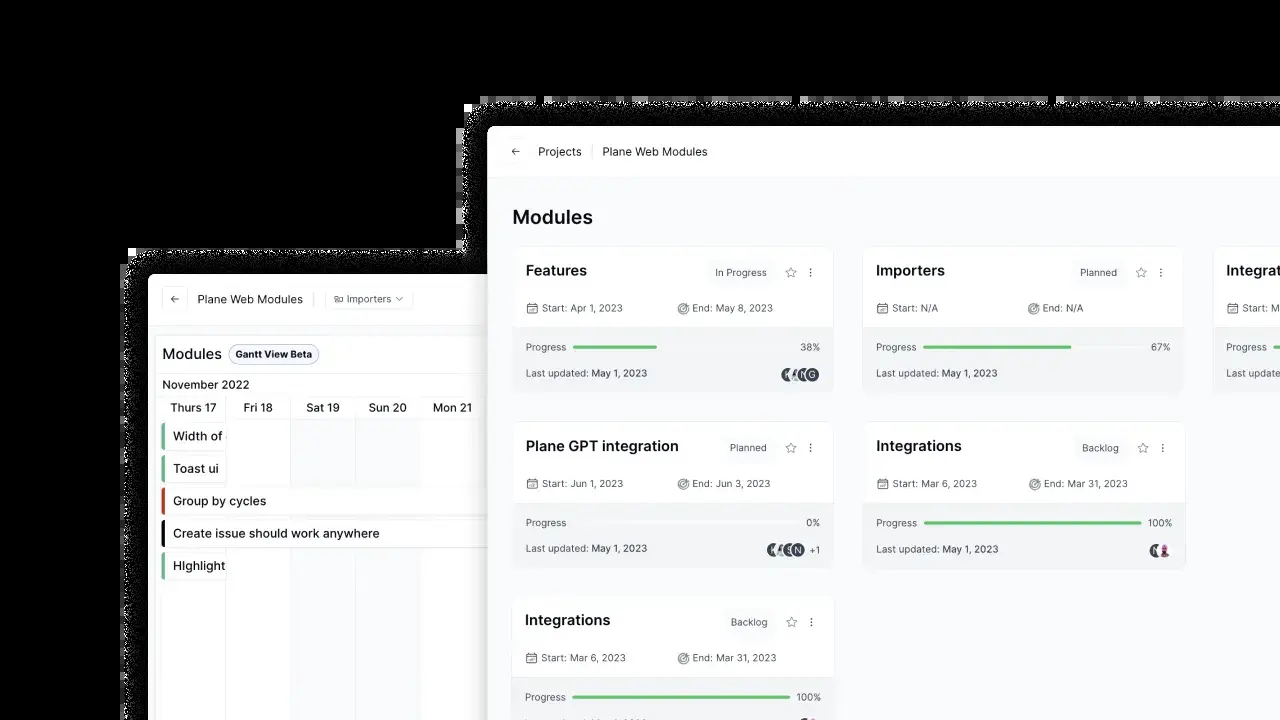 Projects Plane Web Modules
Modules
Features In Progress
Start: Apr 1, 2023 End: May 8, 2023
Progress 38%
Last updated: May 1, 2023
Importers Planned
Start: N/A End: N/A
Progress 67%
Last updated: May 1, 2023
Integrat
Start: M
Progress
Last update
Plane GPT integration Planned
Start: Jun 1, 2023 End: Jun 3, 2023
Progress 0%
Last updated: May 1, 2023 +1
Integrations Backlog
Start: Mar 6, 2023 End: Mar 31, 2023
Progress 100%
Last updated: May 1, 2023
Integrations Backlog
Start: Mar 6, 2023 End: Mar 31, 2023
Progress 100%
Plane Web Modules Importers
Modules Gantt View Beta
November 2022
Thurs 17 Fri 18 Sat 19 Sun 20 Mon 21
Width of
Toast ui
Group by cycles
Create issue should work anywhere
HIghlight